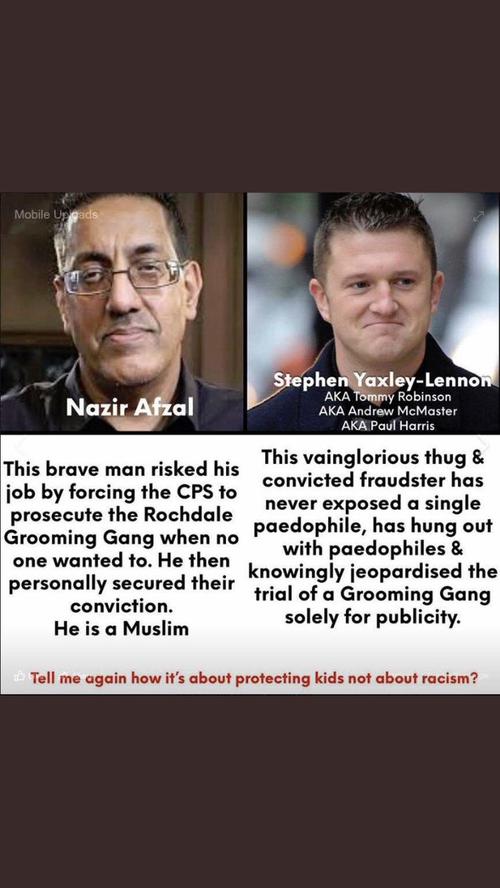 Mobile Uploads
Nazir Afzal
Stephen Yaxley-Lennon
AKA Tommy Robinson
AKA Andrew McMaster
AKA Paul Harris
This brave man risked his
job by forcing the CPS to
prosecute the Rochdale
Grooming Gang when no
one wanted to. He then
personally secured their
conviction.
He is a Muslim
This vainglorious thug &
convicted fraudster has
never exposed a single
paedophile, has hung out
with paedophiles &
knowingly jeopardised the
trial of a Grooming Gang
solely for publicity.
Tell me again how it's about protecting kids not about racism?